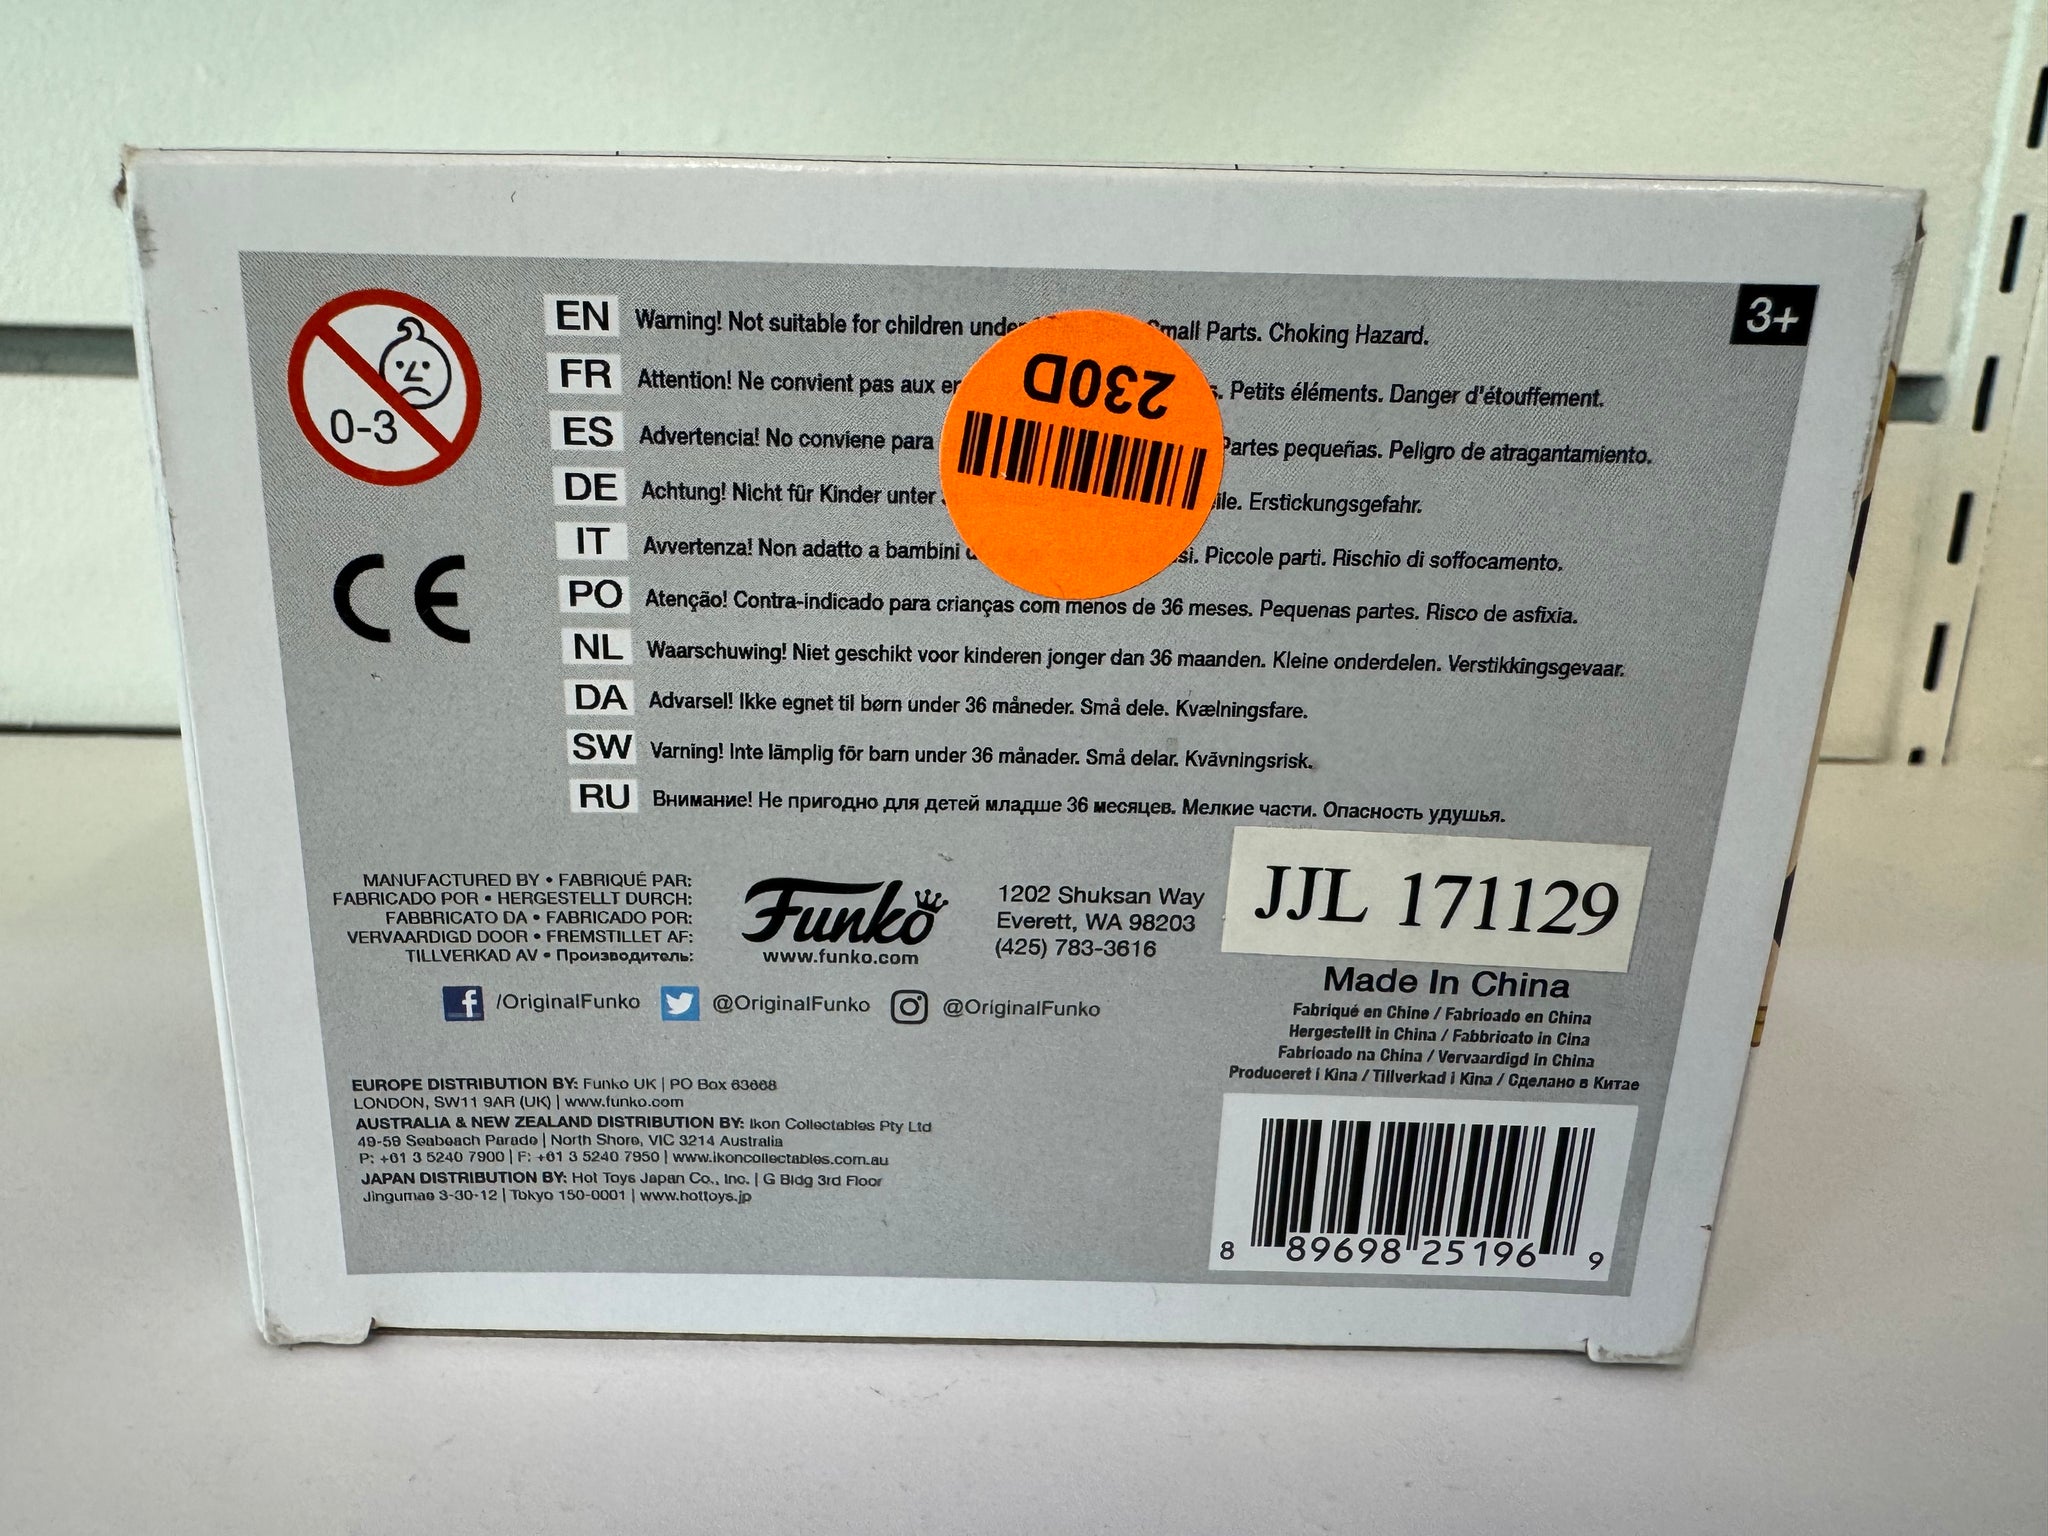 3+
0-3
EN Warning! Not suitable for children Small Parts. Choking Hazard.
FR Attention! Ne convient pas aux Petits éléments. Danger d'étouffement.
ES Advertencia! No conviene para Partes pequeñas. Peligro de atragantamiento.
DE Achtung! Nicht für Kinder unter Erstickungsgefahr.
IT Avvertenza! Non adatto a bambini Piccole parti. Rischio di soffocamento.
PO Atenção! Contra-indicado para crianças com menos de 36 meses. Pequenas partes. Risco de asfixia.
NL Waarschuwing! Niet geschikt voor kinderen jonger dan 36 maanden. Kleine onderdelen. Verstikkingsgevaar.
DA Advarsel! Ikke egnet til børn under 36 måneder. Små dele. Kvælningsfare.
SW Varning! Inte lämplig för barn under 36 månader. Små delar. Kvävningsrisk.
RU Внимание! Не пригодно для детей младше 36 месяцев. Мелкие части. Опасность удушья.
230D
CE
MANUFACTURED BY • FABRIQUÉ PAR:
FABRICADO POR • HERGESTELLT DURCH:
FABBRICATO DA • FABRICADO POR:
VERVAARDIGD DOOR • FREMSTILLET AF:
TILLVERKAD AV • Производитель:
Funko
www.funko.com
1202 Shuksan Way
Everett, WA 98203
(425) 783-3616
JJL 171129
/OriginalFunko @OriginalFunko @OriginalFunko
Made In China
Fabriqué en Chine / Fabricado en China
Hergestellt in China / Fabbricato in Cina
Fabricado na China / Vervaardigd in China
Produceret i Kina / Tillverkad i Kina / Сделано в Китае
EUROPE DISTRIBUTION BY: Funko UK | PO Box 63668
LONDON, SW11 9AR (UK) | www.funko.com
AUSTRALIA & NEW ZEALAND DISTRIBUTION BY: Ikon Collectables Pty Ltd
49-59 Seabeach Parade | North Shore, VIC 3214 Australia
P: +61 3 5240 7900 | F: +61 3 5240 7950 | www.ikoncollectables.com.au
JAPAN DISTRIBUTION BY: Hot Toys Japan Co., Inc. | G Bldg 3rd Floor
Jingumae 3-30-12 | Tokyo 150-0001 | www.hottoys.jp
8 89698 25196 9